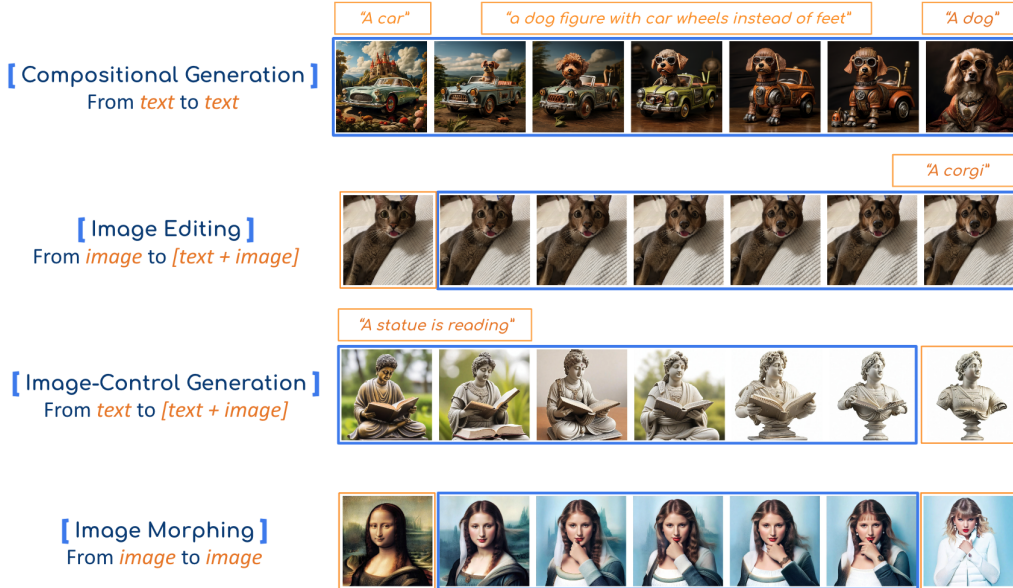 "A car"
"a dog figure with car wheels instead of feet"
"A dog"
[ Compositional Generation ]
From text to text
"A corgi"
[ Image Editing ]
From image to [text + image]
"A statue is reading"
[ Image-Control Generation ]
From text to [text + image]
[ Image Morphing ]
From image to image